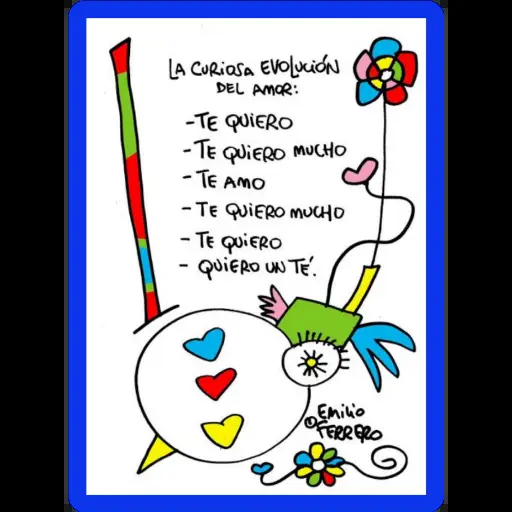 LA CURIOSA EVOLUCIÓN
DEL AMOR:
-TE QUIERO
-TE QUIERO MUCHO
-TE AMO
-TE QUIERO MUCHO
-TE QUIERO
- QUIERO UN TÉ.
©Emilio
FERRERO